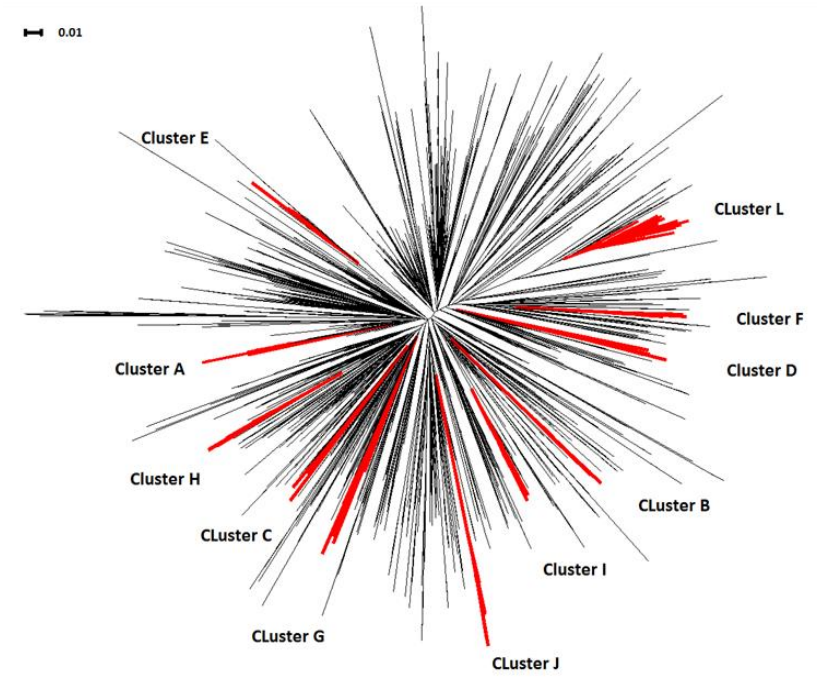 0.01
Cluster E
CLuster L
Cluster F
Cluster A
Cluster D
Cluster H
CLuster B
CLuster C
Cluster I
CLuster G
CLuster J